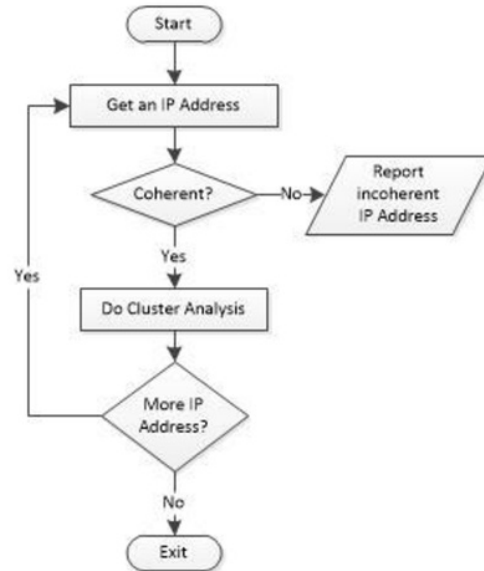 Start
Get an IP Address
Coherent?
No
Report
incoherent
IP Address
Yes
Yes
Do Cluster Analysis
More IP
Address?
No
Exit